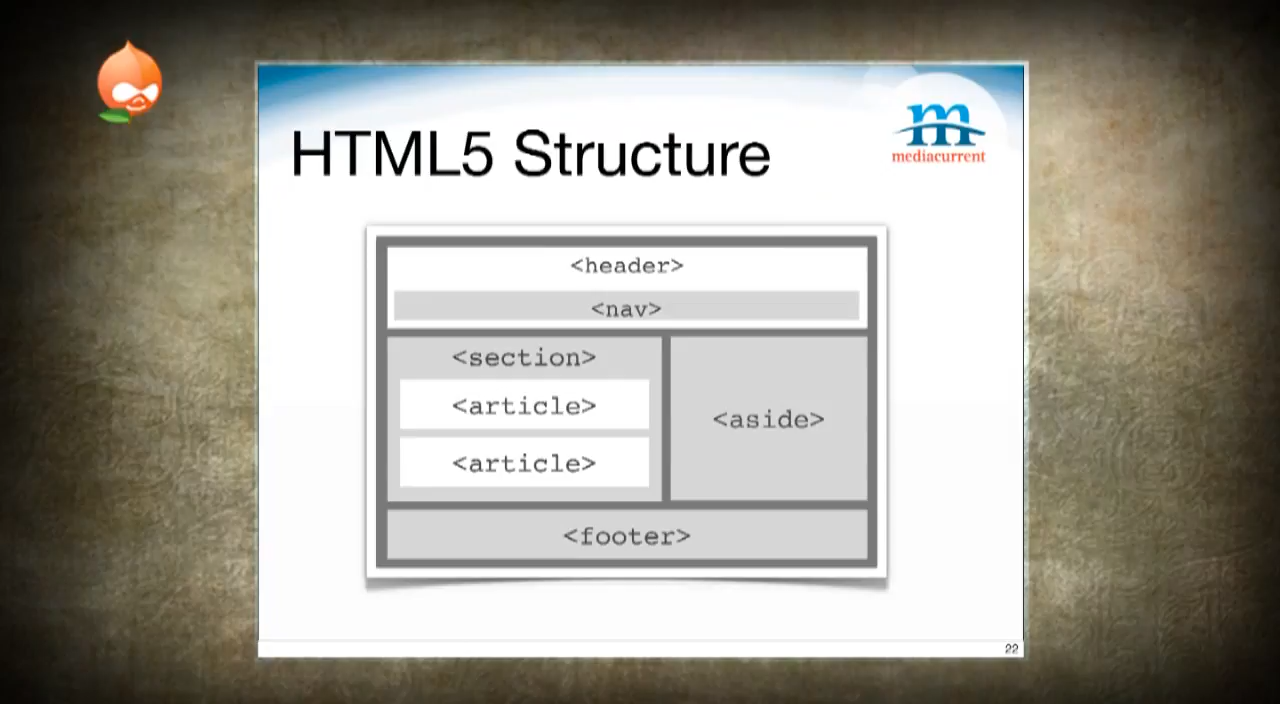 HTML5 Structure
mediacurrent
<header>
<nav>
<section>
<article>
<article>
<aside>
<footer>
22